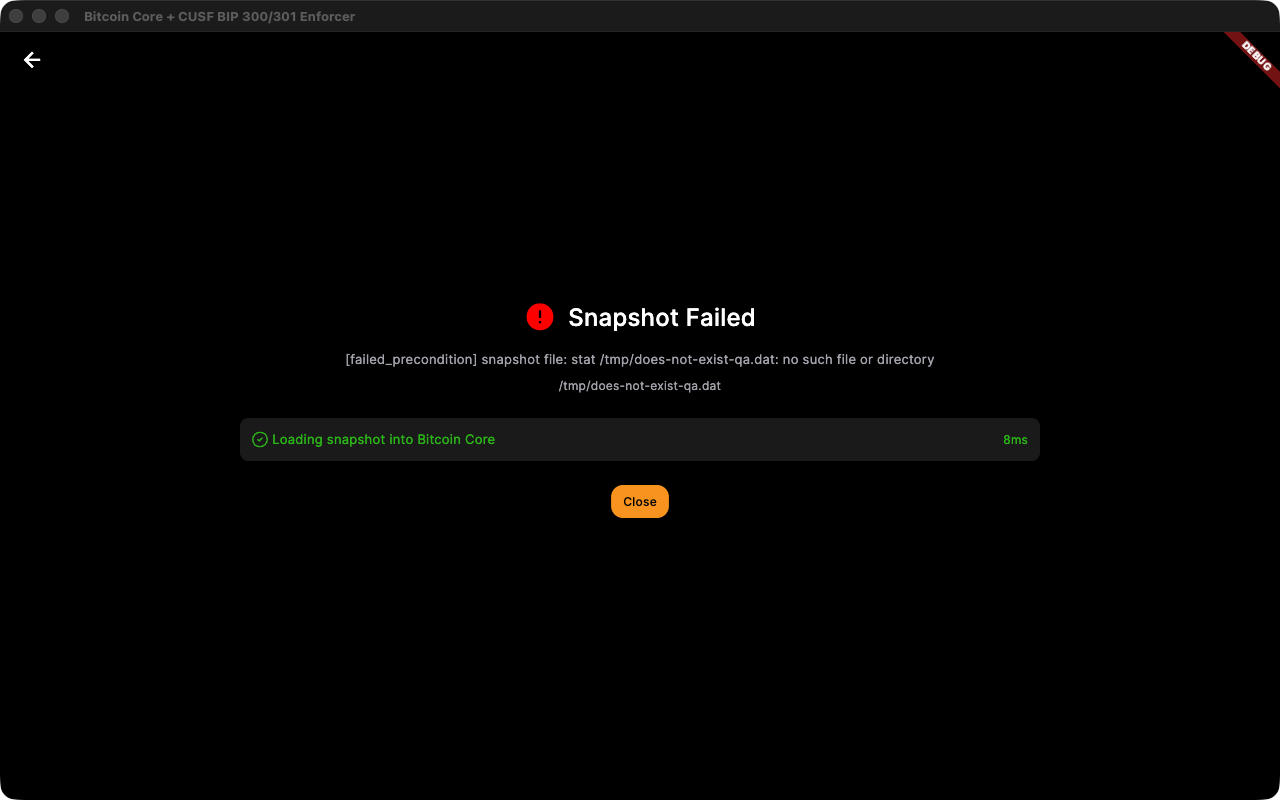 Bitcoin Core + CUSF BIP 300/301 Enforcer
DEBUG
Snapshot Failed
[failed_precondition] snapshot file: stat /tmp/does-not-exist-qa.dat: no such file or directory
/tmp/does-not-exist-qa.dat
Loading snapshot into Bitcoin Core 8ms
Close